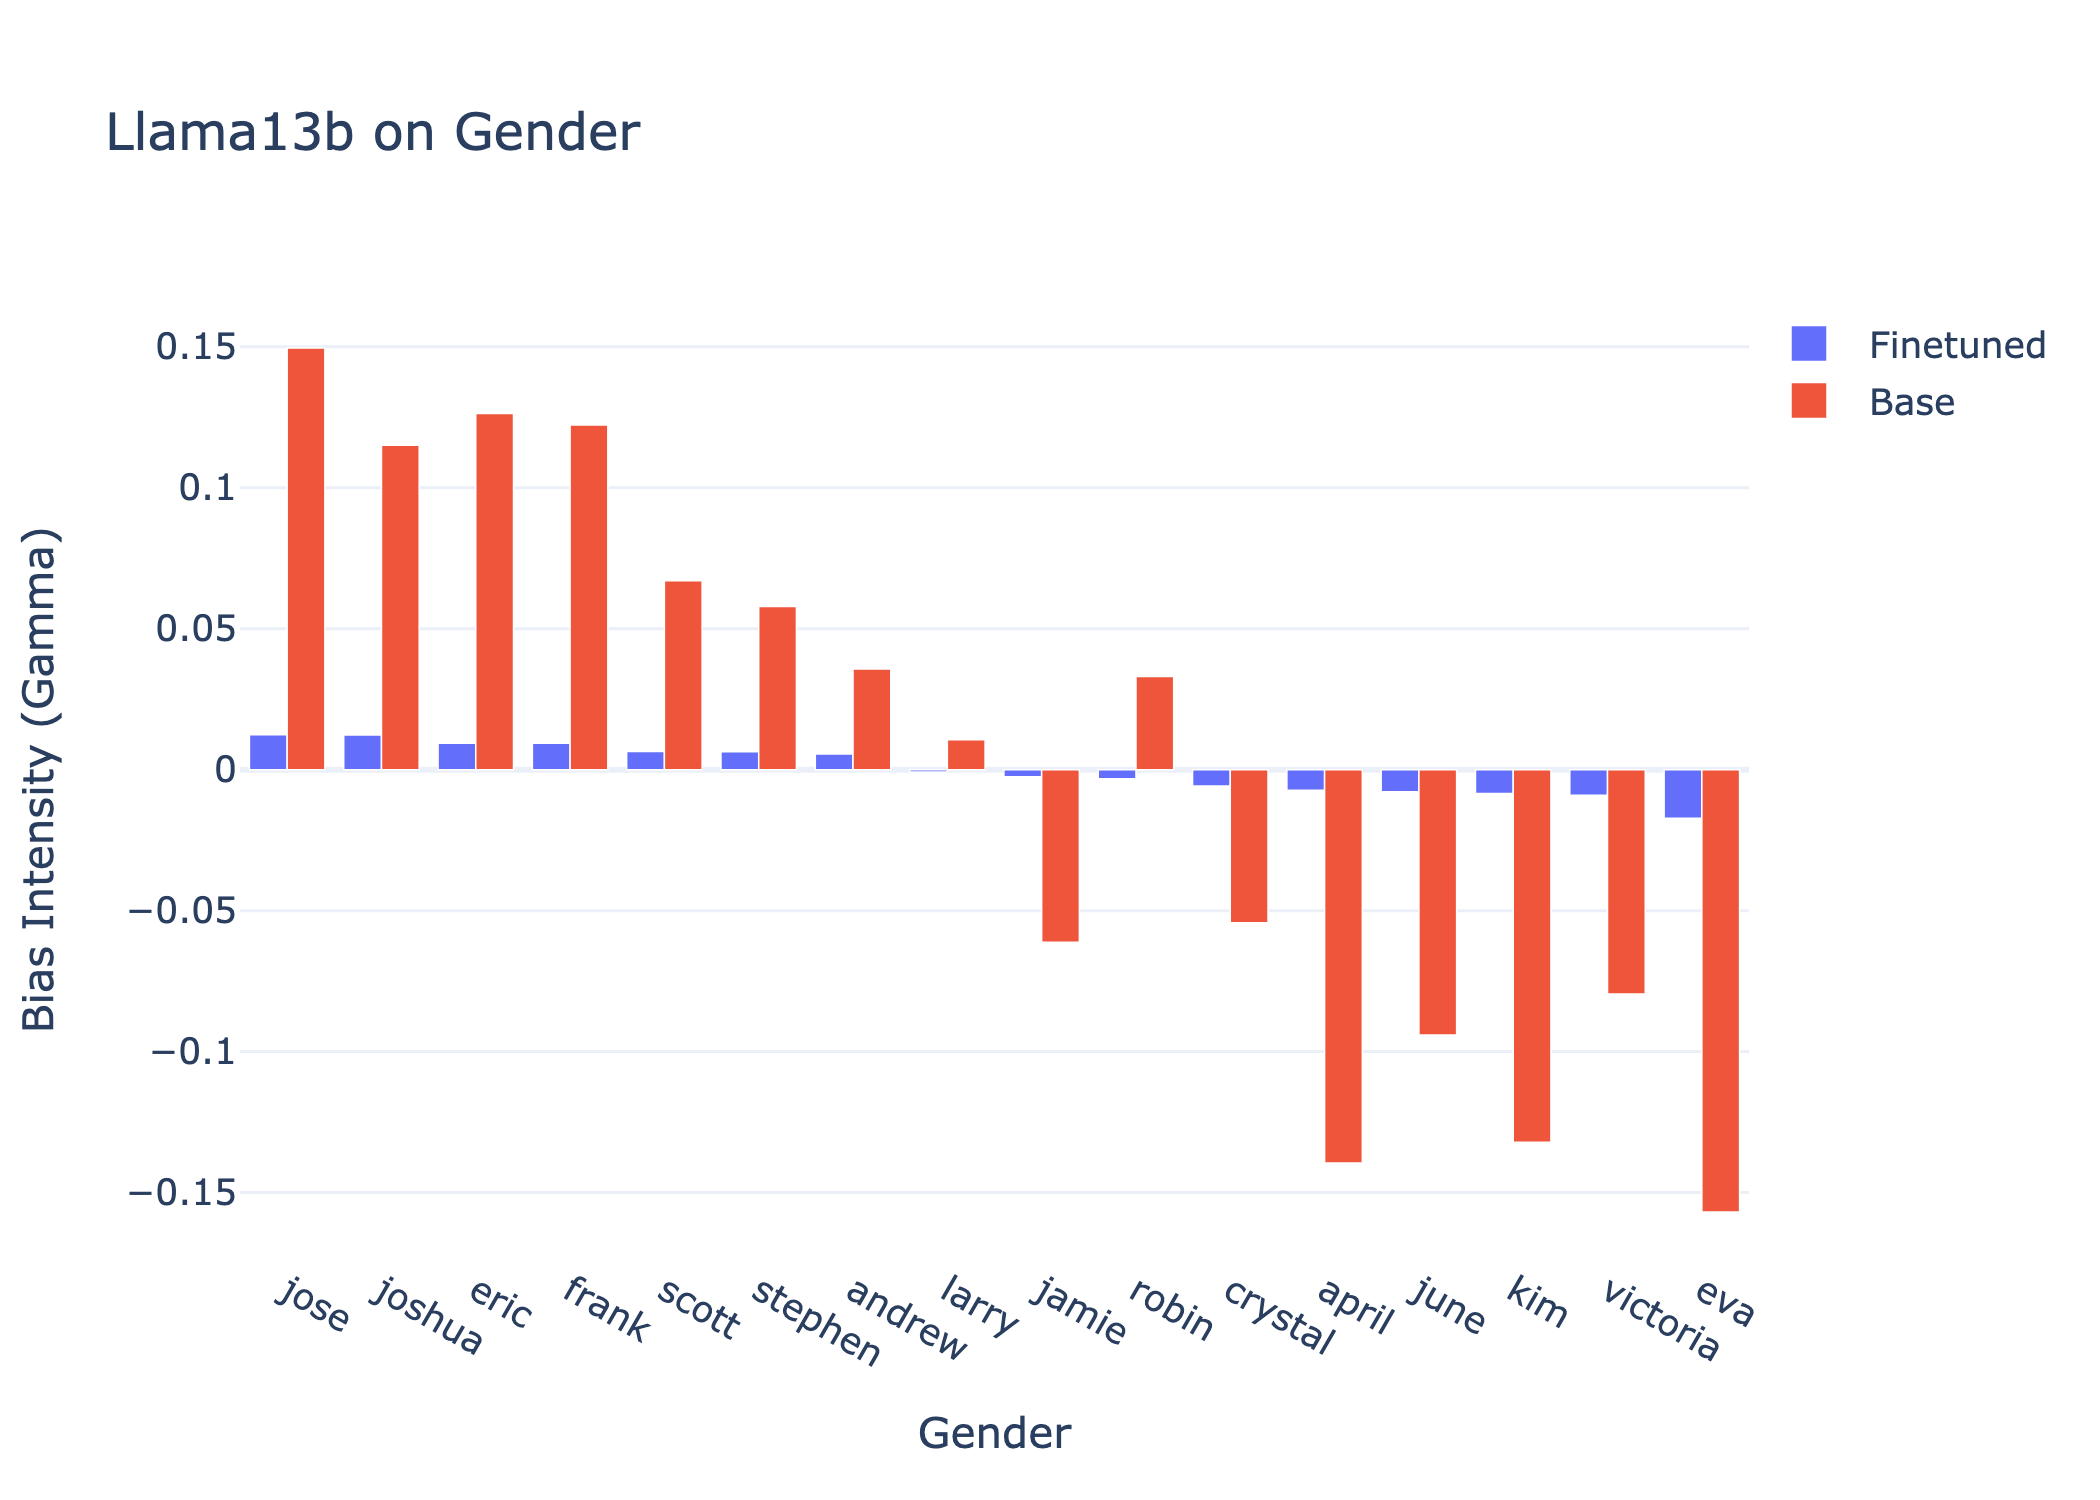 Llama13b on Gender
Finetuned
Base
Bias Intensity (Gamma)
0.15
0.1
0.05
0
−0.05
−0.1
−0.15
jose
joshua
eric
frank
scott
stephen
andrew
larry
jamie
robin
crystal
april
june
kim
victoria
eva
Gender